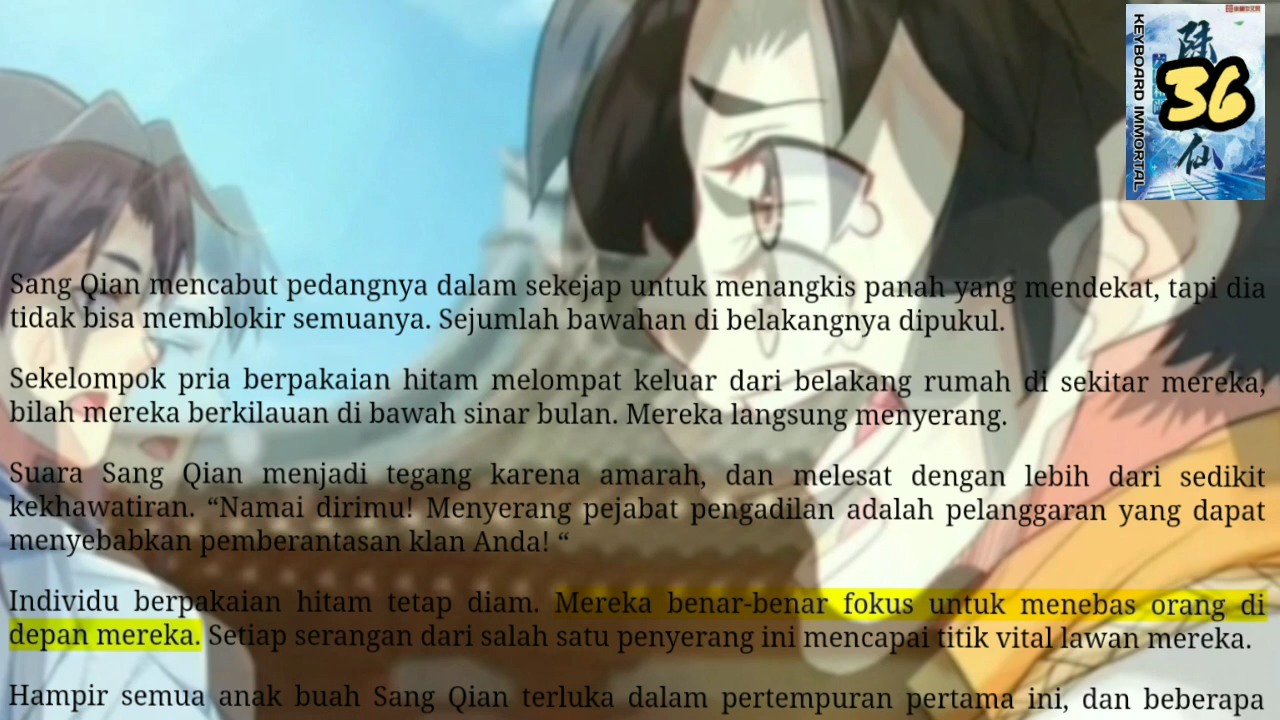 KEYBOARD IMMORTAL
陆
36
仙
Sang Qian mencabut pedangnya dalam sekejap untuk menangkis panah yang mendekat, tapi dia
tidak bisa memblokir semuanya. Sejumlah bawahan di belakangnya dipukul.
Sekelompok pria berpakaian hitam melompat keluar dari belakang rumah di sekitar mereka,
bilah mereka berkilauan di bawah sinar bulan. Mereka langsung menyerang.
Suara Sang Qian menjadi tegang karena amarah, dan melesat dengan lebih dari sedikit
kekhawatiran. “Namai dirimu! Menyerang pejabat pengadilan adalah pelanggaran yang dapat
menyebabkan pemberantasan klan Anda! “
Individu berpakaian hitam tetap diam. Mereka benar-benar fokus untuk menebas orang di
depan mereka. Setiap serangan dari salah satu penyerang ini mencapai titik vital lawan mereka.
Hampir semua anak buah Sang Qian terluka dalam pertempuran pertama ini, dan beberapa